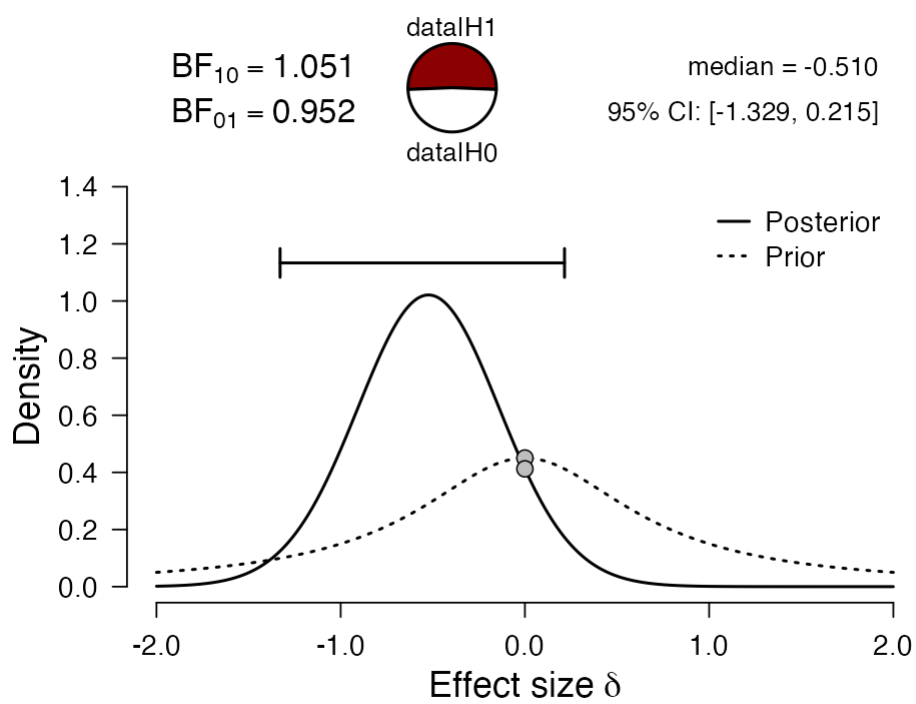 data|H1
BF10 = 1.051
median = -0.510
BF01 = 0.952
95% CI: [-1.329, 0.215]
data|H0
1.4
1.2
1.0
0.8
0.6
0.4
0.2
0.0
Density
Posterior
Prior
-2.0 -1.0 0.0 1.0 2.0
Effect size δ